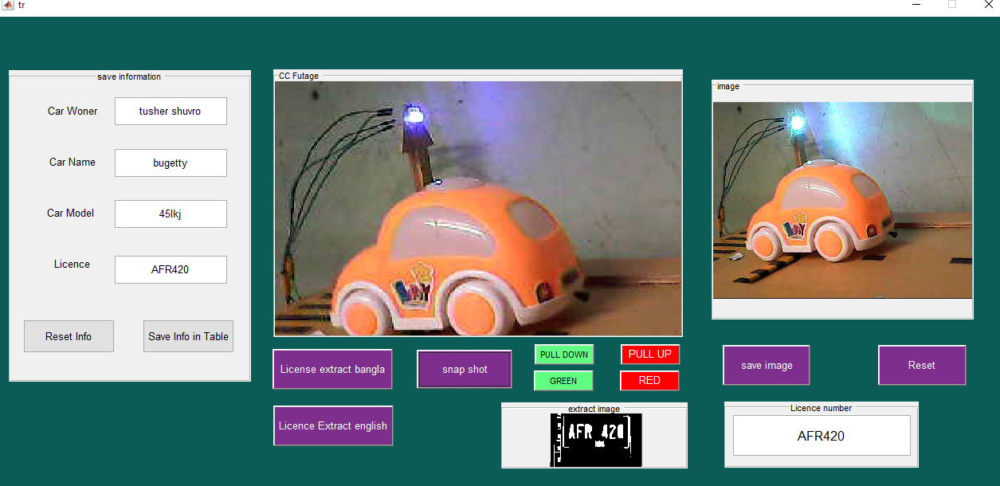 tr
save information
Car Woner
tusher shuvro
Car Name
bugetty
Car Model
45lkj
Licence
AFR420
Reset Info
Save Info in Table
CC Futage
License extract bangla
snap shot
PULL DOWN
PULL UP
GREEN
RED
Licence Extract english
extract image
AFR 420
image
save image
Reset
Licence number
AFR420